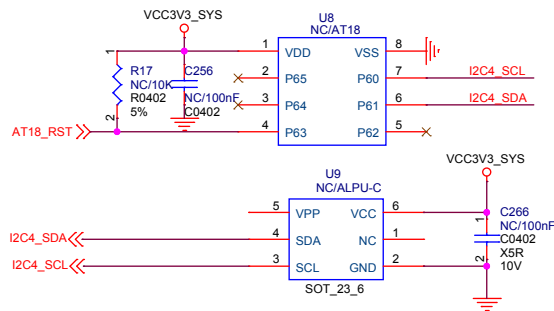 VCC3V3_SYS
U8
NC/AT18
1 VDD VSS 8
2 P65 P60 7 I2C4_SCL
3 P64 P61 6 I2C4_SDA
4 P63 P62 5
1
R17
NC/10K
R0402
5%
2
C256
NC/100nF
C0402
AT18_RST
U9
NC/ALPU-C
VCC3V3_SYS
5 VPP VCC 6
I2C4_SDA 4 SDA NC 1
I2C4_SCL 3 SCL GND 2
SOT_23_6
1
C266
NC/100nF
C0402
X5R
10V
2